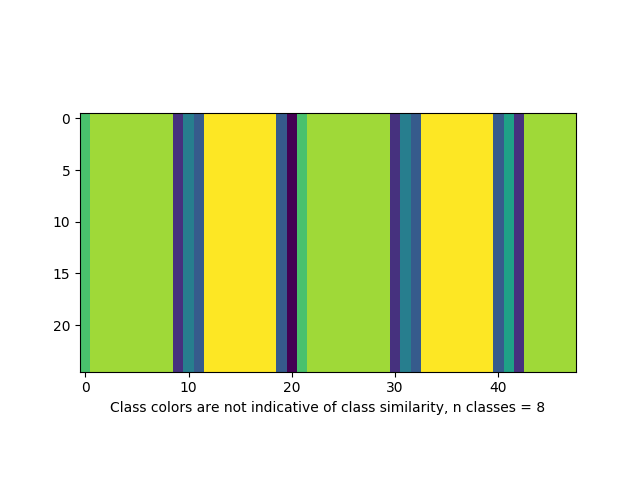 0
5
10
15
20
0 10 20 30 40
Class colors are not indicative of class similarity, n classes = 8